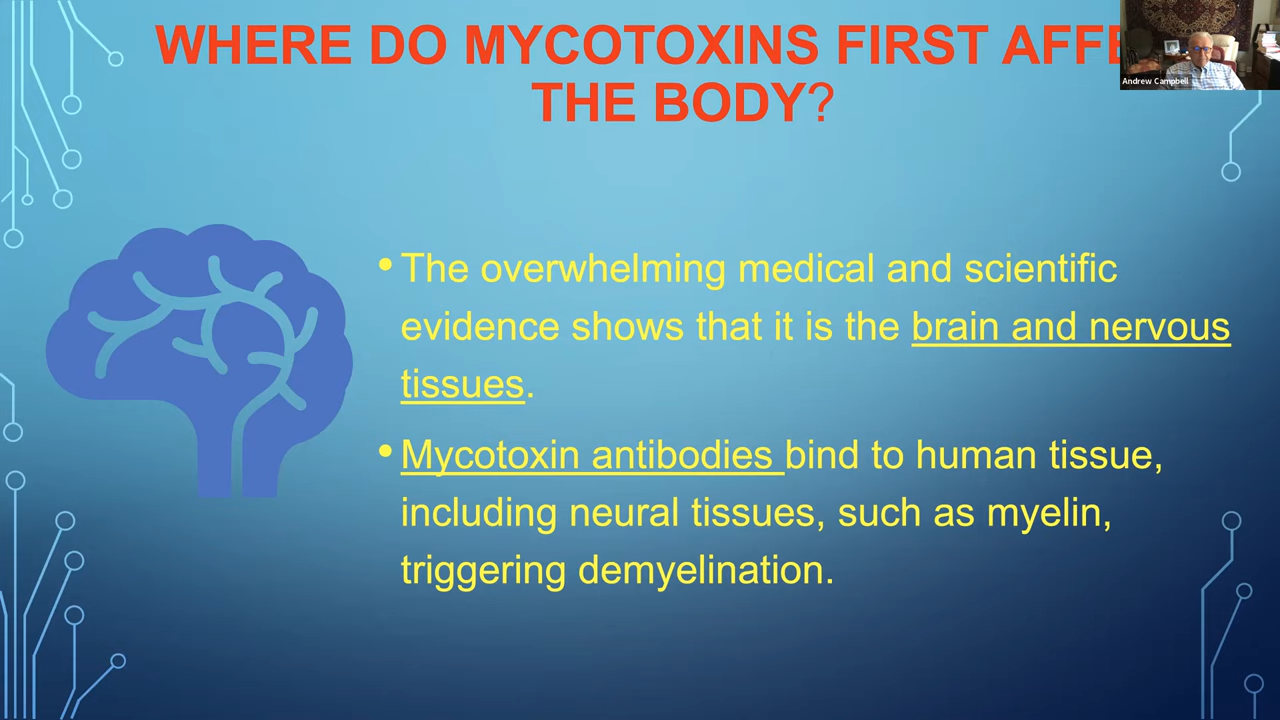 WHERE DO MYCOTOXINS FIRST
THE BODY?
Andrew Campbell
• The overwhelming medical and scientific
evidence shows that it is the brain and nervous
tissues.
• Mycotoxin antibodies bind to human tissue,
including neural tissues, such as myelin,
triggering demyelination.